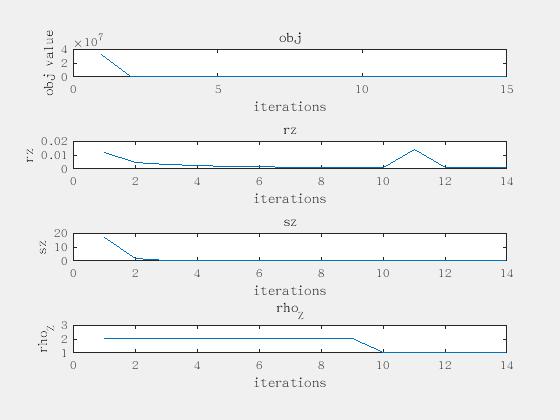 ×10⁷
obj
obj value
4
2
0
0 5 10 15
iterations
rz
rz
0.02
0.01
0
0 2 4 6 8 10 12 14
iterations
sz
sz
20
10
0
0 2 4 6 8 10 12 14
iterations
rho_z
rho_z
3
2
1
0 2 4 6 8 10 12 14
iterations